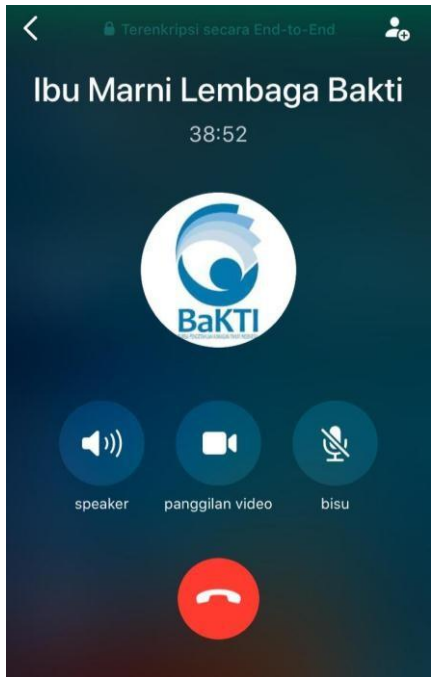 Terenkripsi secara End-to-End
Ibu Marni Lembaga Bakti
38:52
BaKTI
speaker panggilan video bisu